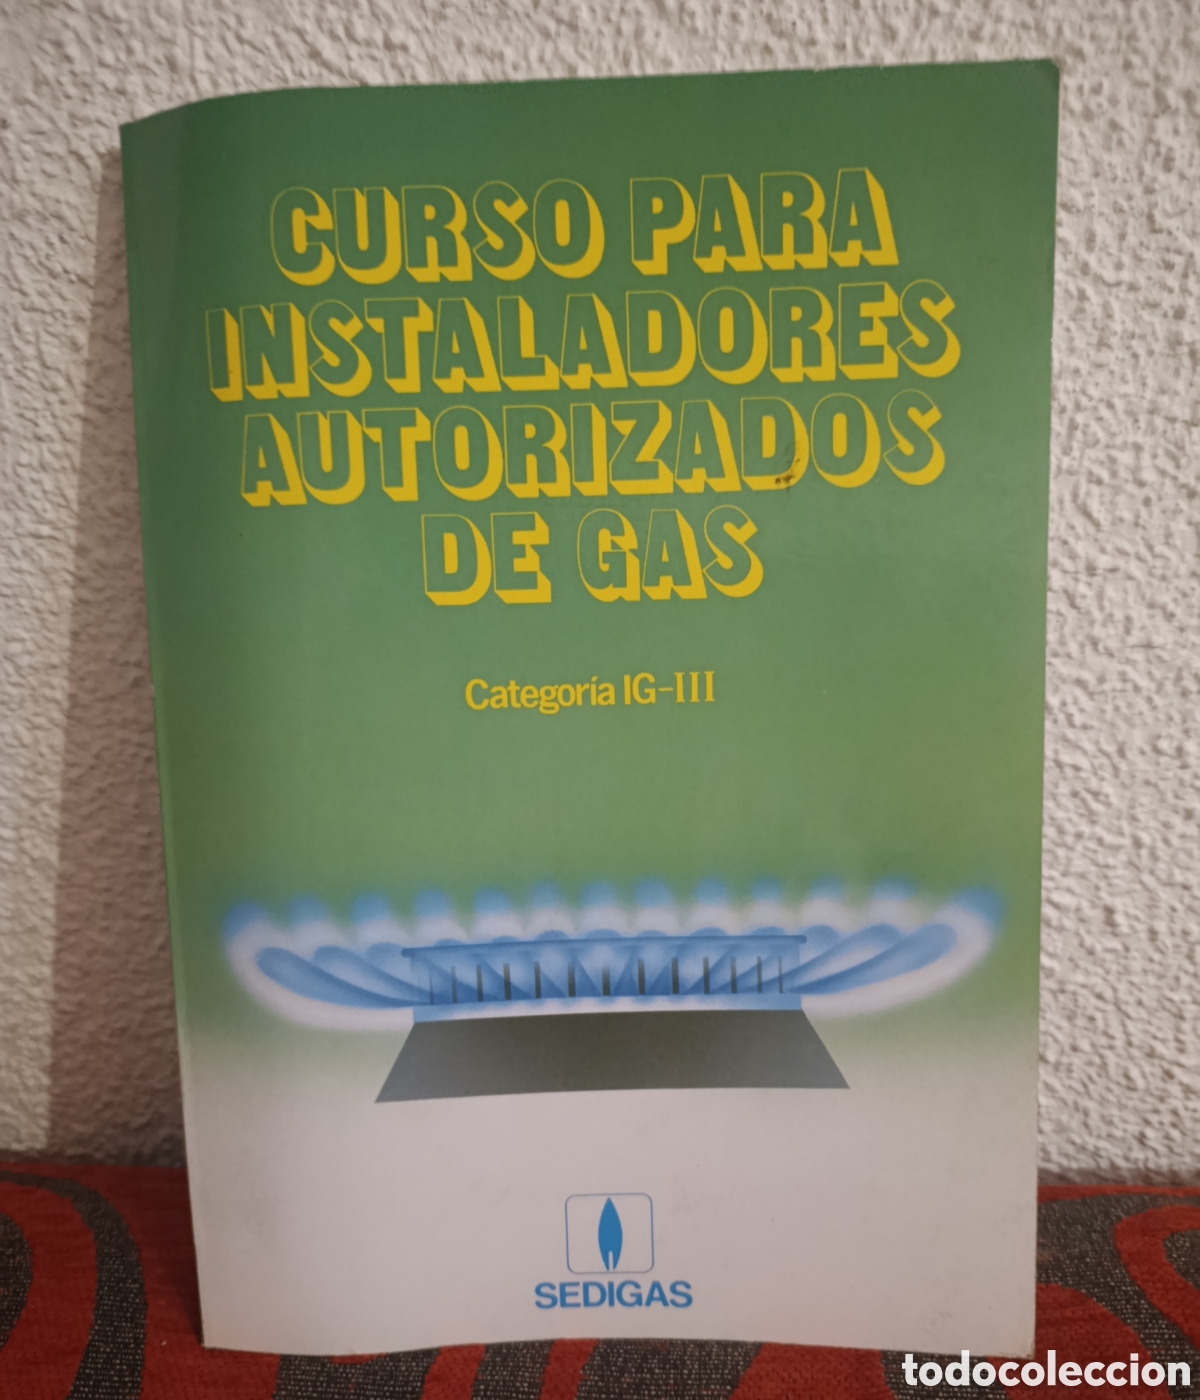 CURSO PARA
INSTALADORES
AUTORIZADOS
DE GAS
Categoría IG-III
SEDIGAS
todocoleccion